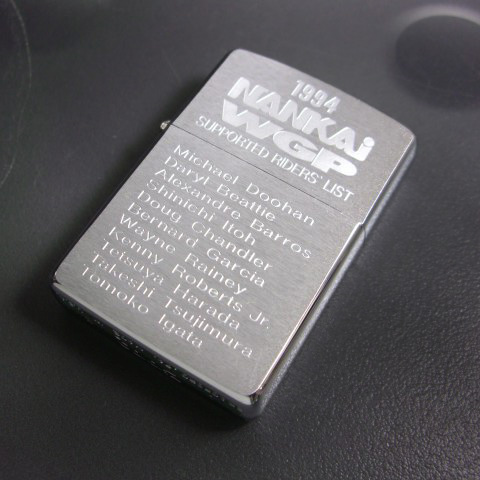 1994
NANKAi
WGP
SUPPORTED RIDERS' LIST
Michael Doohan
Daryl Beattie
Alexandre Barros
Shinichi Itoh
Doug Chandler
Bernard Garcia
Wayne Rainey
Kenny Roberts Jr.
Tetsuya Harada
Takeshi Tsujimura
Tomoko Igata